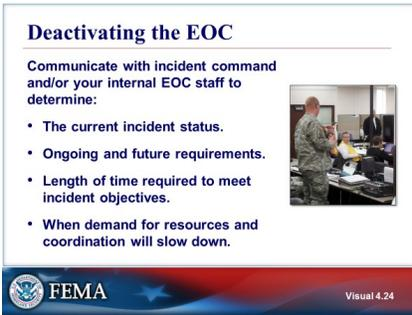 Deactivating the EOC
Communicate with incident command
and/or your internal EOC staff to
determine:
• The current incident status.
• Ongoing and future requirements.
• Length of time required to meet
incident objectives.
• When demand for resources and
coordination will slow down.
FEMA
Visual 4.24